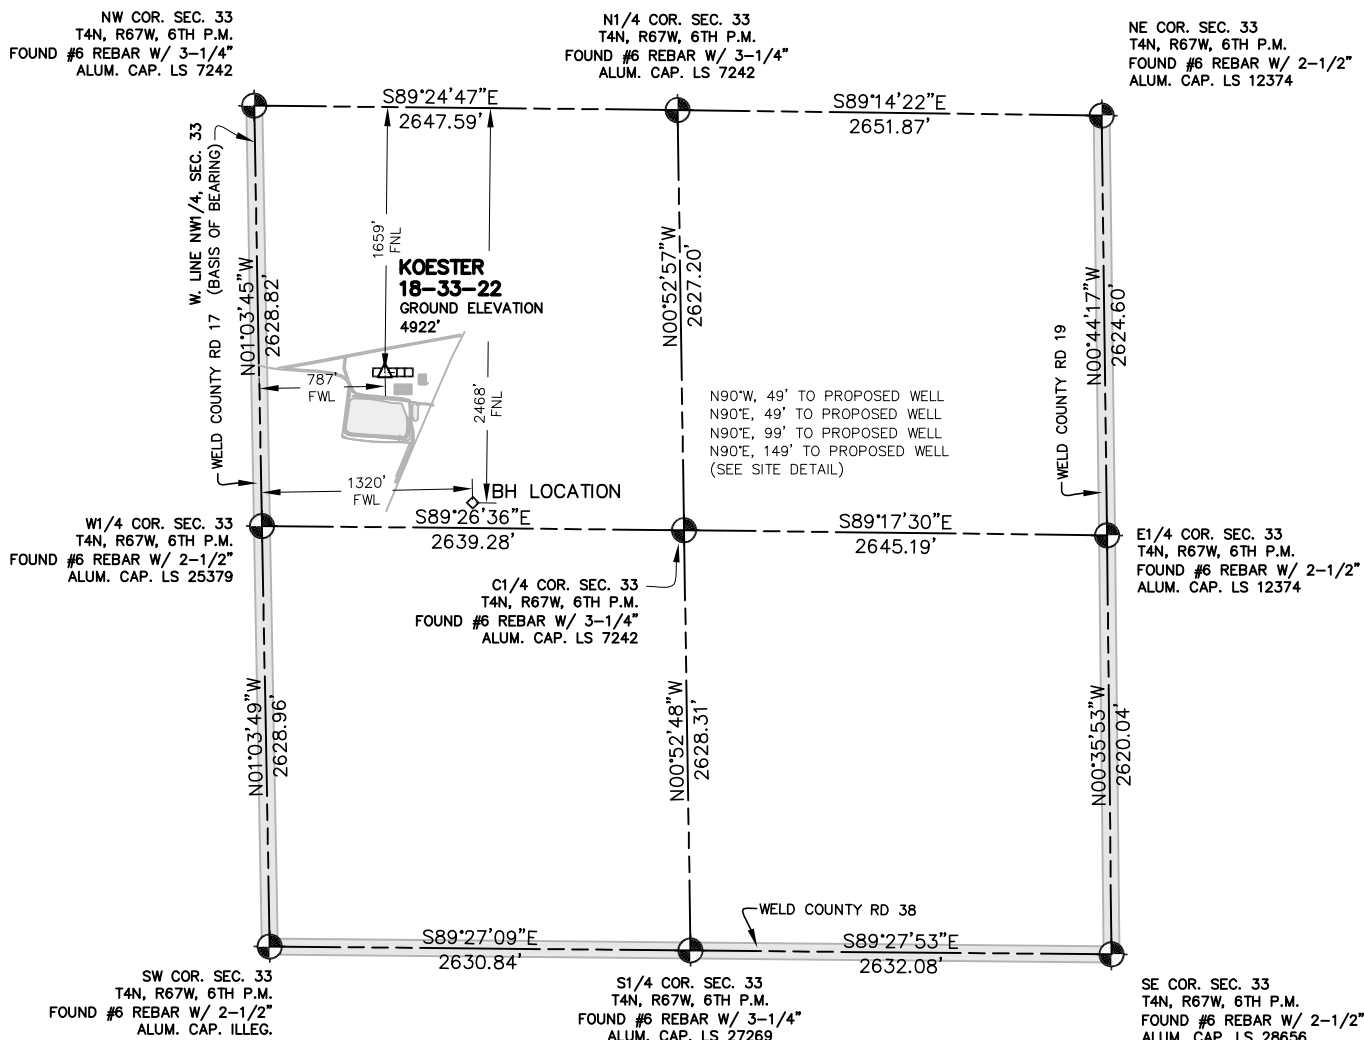 NW COR. SEC. 33
T4N, R67W, 6TH P.M.
FOUND #6 REBAR W/ 3-1/4"
ALUM. CAP. LS 7242
N1/4 COR. SEC. 33
T4N, R67W, 6TH P.M.
FOUND #6 REBAR W/ 3-1/4"
ALUM. CAP. LS 7242
NE COR. SEC. 33
T4N, R67W, 6TH P.M.
FOUND #6 REBAR W/ 2-1/2"
ALUM. CAP. LS 12374
S89°24'47"E
2647.59'
S89°14'22"E
2651.87'
W. LINE NW1/4, SEC. 33
(BASIS OF BEARING)
WELD COUNTY RD 17
N01°03'45"W
2628.82'
1659'
FNL
KOESTER
18-33-22
GROUND ELEVATION
4922'
787'
FWL
2468'
FNL
1320'
FWL
BH LOCATION
N00°52'57"W
2627.20'
N90°W, 49' TO PROPOSED WELL
N90°E, 49' TO PROPOSED WELL
N90°E, 99' TO PROPOSED WELL
N90°E, 149' TO PROPOSED WELL
(SEE SITE DETAIL)
WELD COUNTY RD 19
N00°44'17"W
2624.60'
S89°26'36"E
2639.28'
S89°17'30"E
2645.19'
W1/4 COR. SEC. 33
T4N, R67W, 6TH P.M.
FOUND #6 REBAR W/ 2-1/2"
ALUM. CAP. LS 25379
C1/4 COR. SEC. 33
T4N, R67W, 6TH P.M.
FOUND #6 REBAR W/ 3-1/4"
ALUM. CAP. LS 7242
E1/4 COR. SEC. 33
T4N, R67W, 6TH P.M.
FOUND #6 REBAR W/ 2-1/2"
ALUM. CAP. LS 12374
N01°03'49"W
2628.96'
N00°52'48"W
2628.31'
N00°35'53"W
2620.04'
WELD COUNTY RD 38
S89°27'09"E
2630.84'
S89°27'53"E
2632.08'
SW COR. SEC. 33
T4N, R67W, 6TH P.M.
FOUND #6 REBAR W/ 2-1/2"
ALUM. CAP. ILLEG.
S1/4 COR. SEC. 33
T4N, R67W, 6TH P.M.
FOUND #6 REBAR W/ 3-1/4"
ALUM. CAP. LS 27269
SE COR. SEC. 33
T4N, R67W, 6TH P.M.
FOUND #6 REBAR W/ 2-1/2"
ALUM. CAP. LS 28656